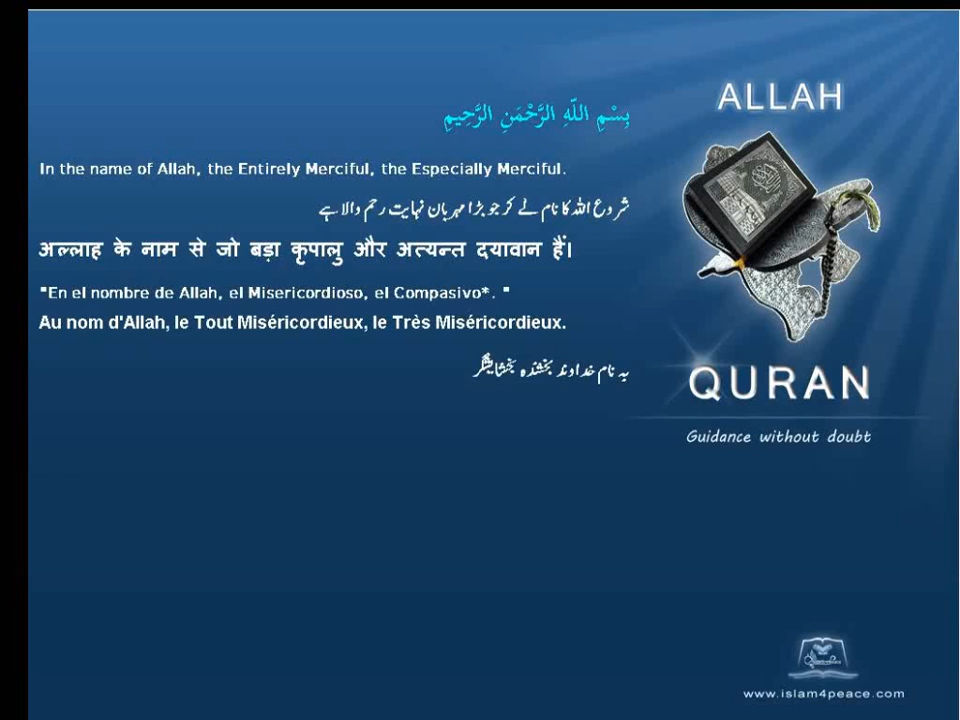 بِسْمِ اللّهِ الرَّحْمَنِ الرَّحِيمِ
In the name of Allah, the Entirely Merciful, the Especially Merciful.
شروع الله کا نام لے کر جو بڑا مہربان نہایت رحم والا ہے
अल्लाह के नाम से जो बड़ा कृपालु और अत्यन्त दयावान हैं।
"En el nombre de Allah, el Misericordioso, el Compasivo*. "
Au nom d'Allah, le Tout Miséricordieux, le Très Miséricordieux.
به نام خداوند بخشنده بخشایشگر
ALLAH
QURAN
Guidance without doubt
www.islam4peace.com